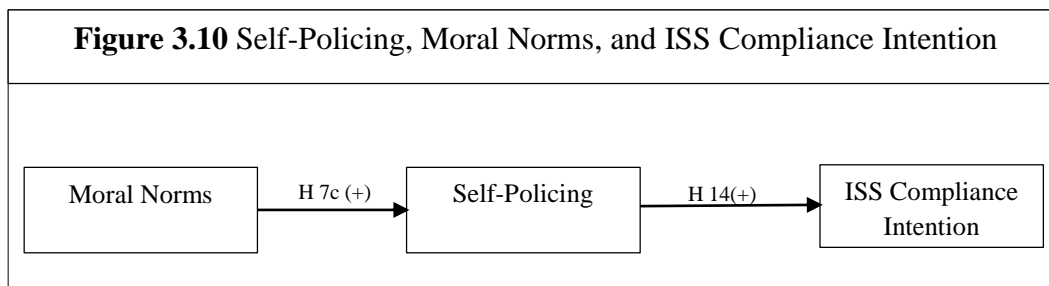 Figure 3.10 Self-Policing, Moral Norms, and ISS Compliance Intention
Moral Norms
H 7c (+)
Self-Policing
H 14(+)
ISS Compliance
Intention